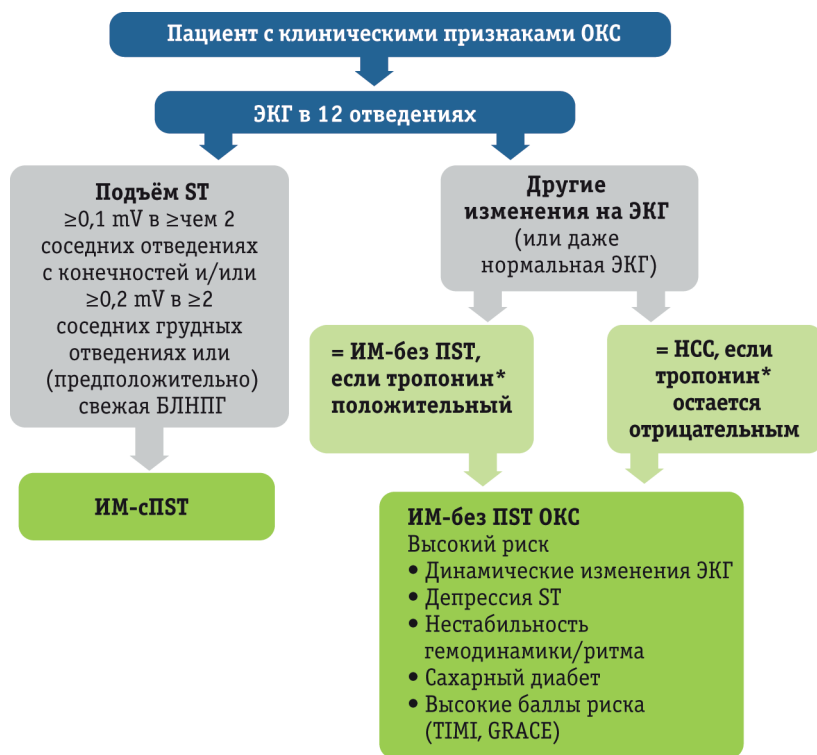 Пациент с клиническими признаками ОКС
ЭКГ в 12 отведениях
Подъём ST
≥0,1 mV в ≥чем 2
соседних отведениях
с конечностей и/или
≥0,2 mV в ≥2
соседних грудных
отведениях или
(предположительно)
свежая БЛНПГ
Другие
изменения на ЭКГ
(или даже
нормальная ЭКГ)
= ИМ-без ПST,
если тропонин*
положительный
= НСС, если
тропонин*
остается
отрицательным
ИМ-сПST
ИМ-без ПST ОКС
Высокий риск
• Динамические изменения ЭКГ
• Депрессия ST
• Нестабильность
гемодинамики/ритма
• Сахарный диабет
• Высокие баллы риска
(TIMI, GRACE)